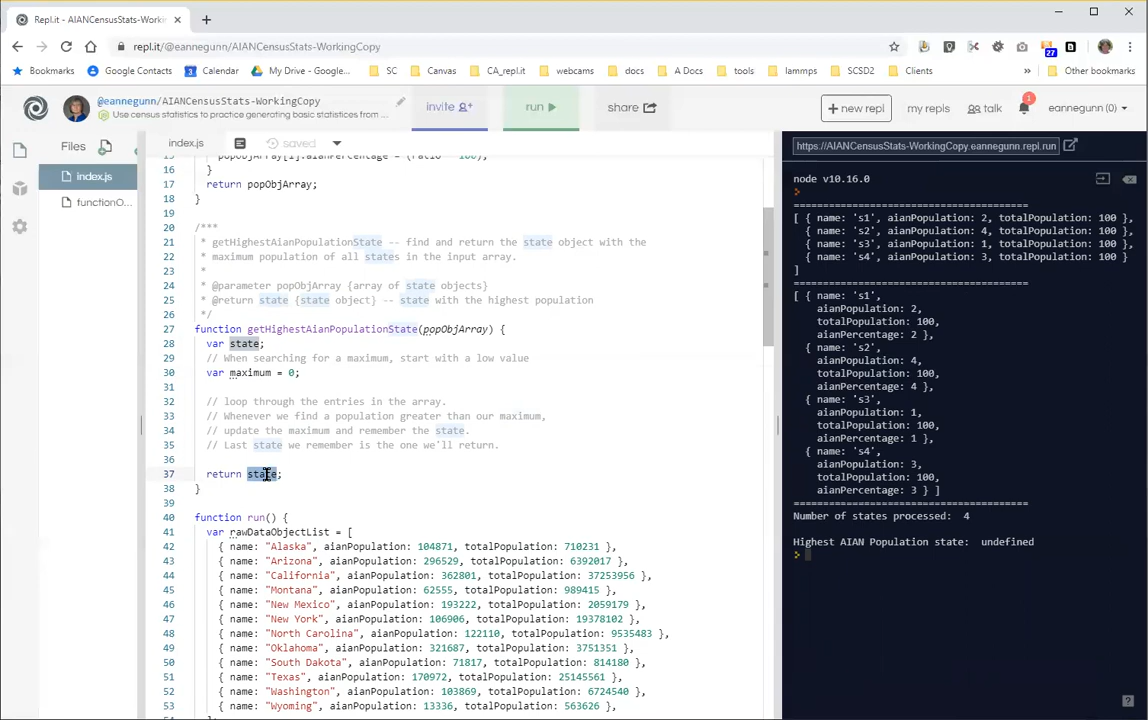 Repl.it - AIANCensusStats-Workin
repl.it/@eannegunn/AIANCensusStats-WorkingCopy
27
Bookmarks Google Contacts 3 Calendar My Drive - Google... SC Canvas CA_repl.it webcams docs A Docs tools lammps SCSD2 Clients » Other bookmarks
@eannegunn/AIANCensusStats-WorkingCopy
Use census statistics to practice generating basic statistices from ...
invite
run
share
new repl
my repls
talk
1
eannegunn (0)
Files
index.js
functionO...
index.js
saved
15 popObjArray[i].aianPercentage = (ratio * 100);
16 }
17 return popObjArray;
18 }
19
20 /***
21 * getHighestAianPopulationState -- find and return the state object with the
22 * maximum population of all states in the input array.
23 *
24 * @parameter popObjArray {array of state objects}
25 * @return state {state object} -- state with the highest population
26 */
27 function getHighestAianPopulationState(popObjArray) {
28 var state;
29 // When searching for a maximum, start with a low value
30 var maximum = 0;
31
32 // loop through the entries in the array.
33 // Whenever we find a population greater than our maximum,
34 // update the maximum and remember the state.
35 // Last state we remember is the one we'll return.
36
37 return state;
38 }
39
40 function run() {
41 var rawDataObjectList = [
42 { name: "Alaska", aianPopulation: 104871, totalPopulation: 710231 },
43 { name: "Arizona", aianPopulation: 296529, totalPopulation: 6392017 },
44 { name: "California", aianPopulation: 362801, totalPopulation: 37253956 },
45 { name: "Montana", aianPopulation: 62555, totalPopulation: 989415 },
46 { name: "New Mexico", aianPopulation: 193222, totalPopulation: 2059179 },
47 { name: "New York", aianPopulation: 106906, totalPopulation: 19378102 },
48 { name: "North Carolina", aianPopulation: 122110, totalPopulation: 9535483 },
49 { name: "Oklahoma", aianPopulation: 321687, totalPopulation: 3751351 },
50 { name: "South Dakota", aianPopulation: 71817, totalPopulation: 814180 },
51 { name: "Texas", aianPopulation: 170972, totalPopulation: 25145561 },
52 { name: "Washington", aianPopulation: 103869, totalPopulation: 6724540 },
53 { name: "Wyoming", aianPopulation: 13336, totalPopulation: 563626 },
https://AIANCensusStats-WorkingCopy.eannegunn.repl.run
node v10.16.0
>
========================================
[ { name: 's1', aianPopulation: 2, totalPopulation: 100 },
{ name: 's2', aianPopulation: 4, totalPopulation: 100 },
{ name: 's3', aianPopulation: 1, totalPopulation: 100 },
{ name: 's4', aianPopulation: 3, totalPopulation: 100 }
]
========================================
[ { name: 's1',
aianPopulation: 2,
totalPopulation: 100,
aianPercentage: 2 },
{ name: 's2',
aianPopulation: 4,
totalPopulation: 100,
aianPercentage: 4 },
{ name: 's3',
aianPopulation: 1,
totalPopulation: 100,
aianPercentage: 1 },
{ name: 's4',
aianPopulation: 3,
totalPopulation: 100,
aianPercentage: 3 } ]
========================================
Number of states processed: 4
Highest AIAN Population state: undefined
>